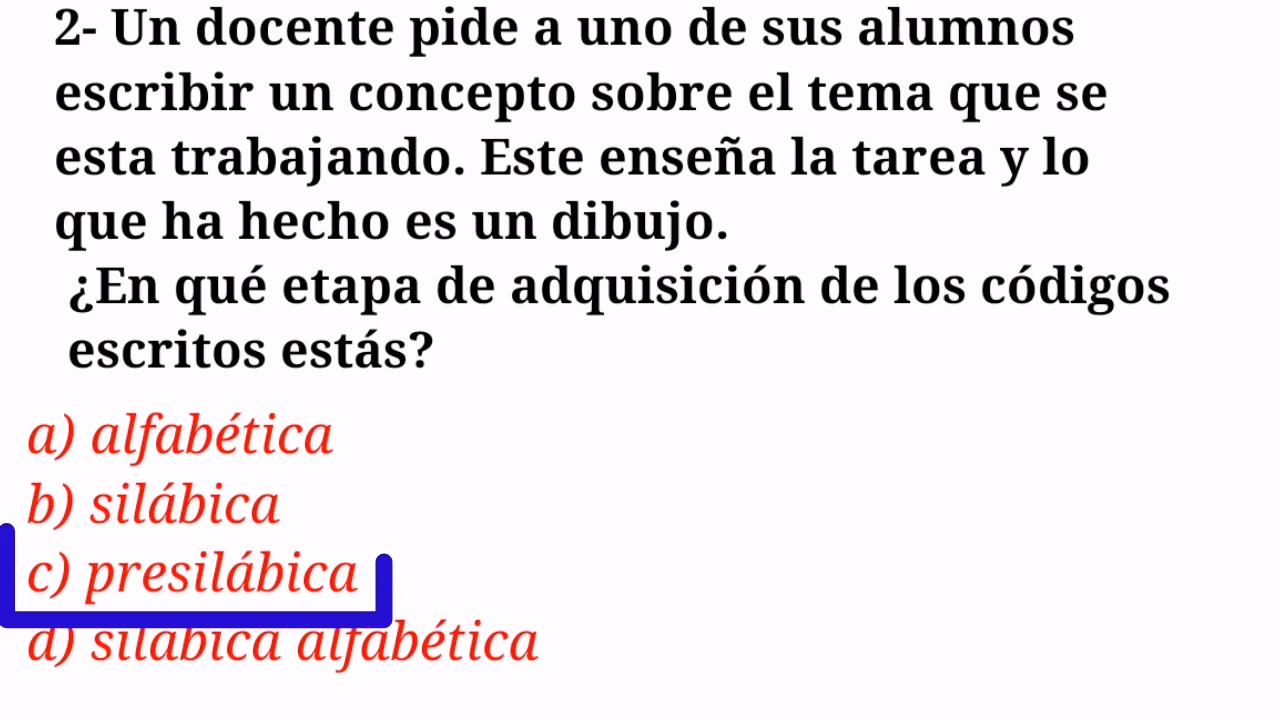 2- Un docente pide a uno de sus alumnos
escribir un concepto sobre el tema que se
esta trabajando. Este enseña la tarea y lo
que ha hecho es un dibujo.
¿En qué etapa de adquisición de los códigos
escritos estás?
a) alfabética
b) silábica
c) presilábica
d) silábica alfabética